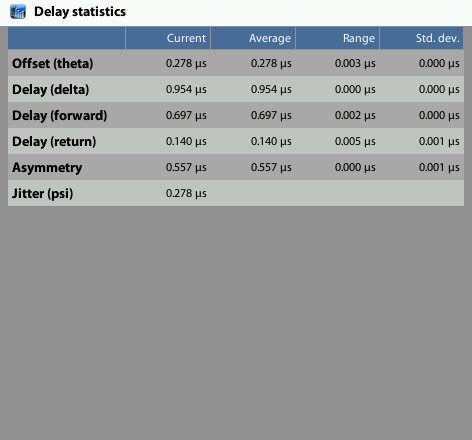 Delay statistics
Current Average Range Std. dev.
Offset (theta) 0.278 µs 0.278 µs 0.003 µs 0.000 µs
Delay (delta) 0.954 µs 0.954 µs 0.000 µs 0.000 µs
Delay (forward) 0.697 µs 0.697 µs 0.002 µs 0.000 µs
Delay (return) 0.140 µs 0.140 µs 0.005 µs 0.001 µs
Asymmetry 0.557 µs 0.557 µs 0.000 µs 0.001 µs
Jitter (psi) 0.278 µs